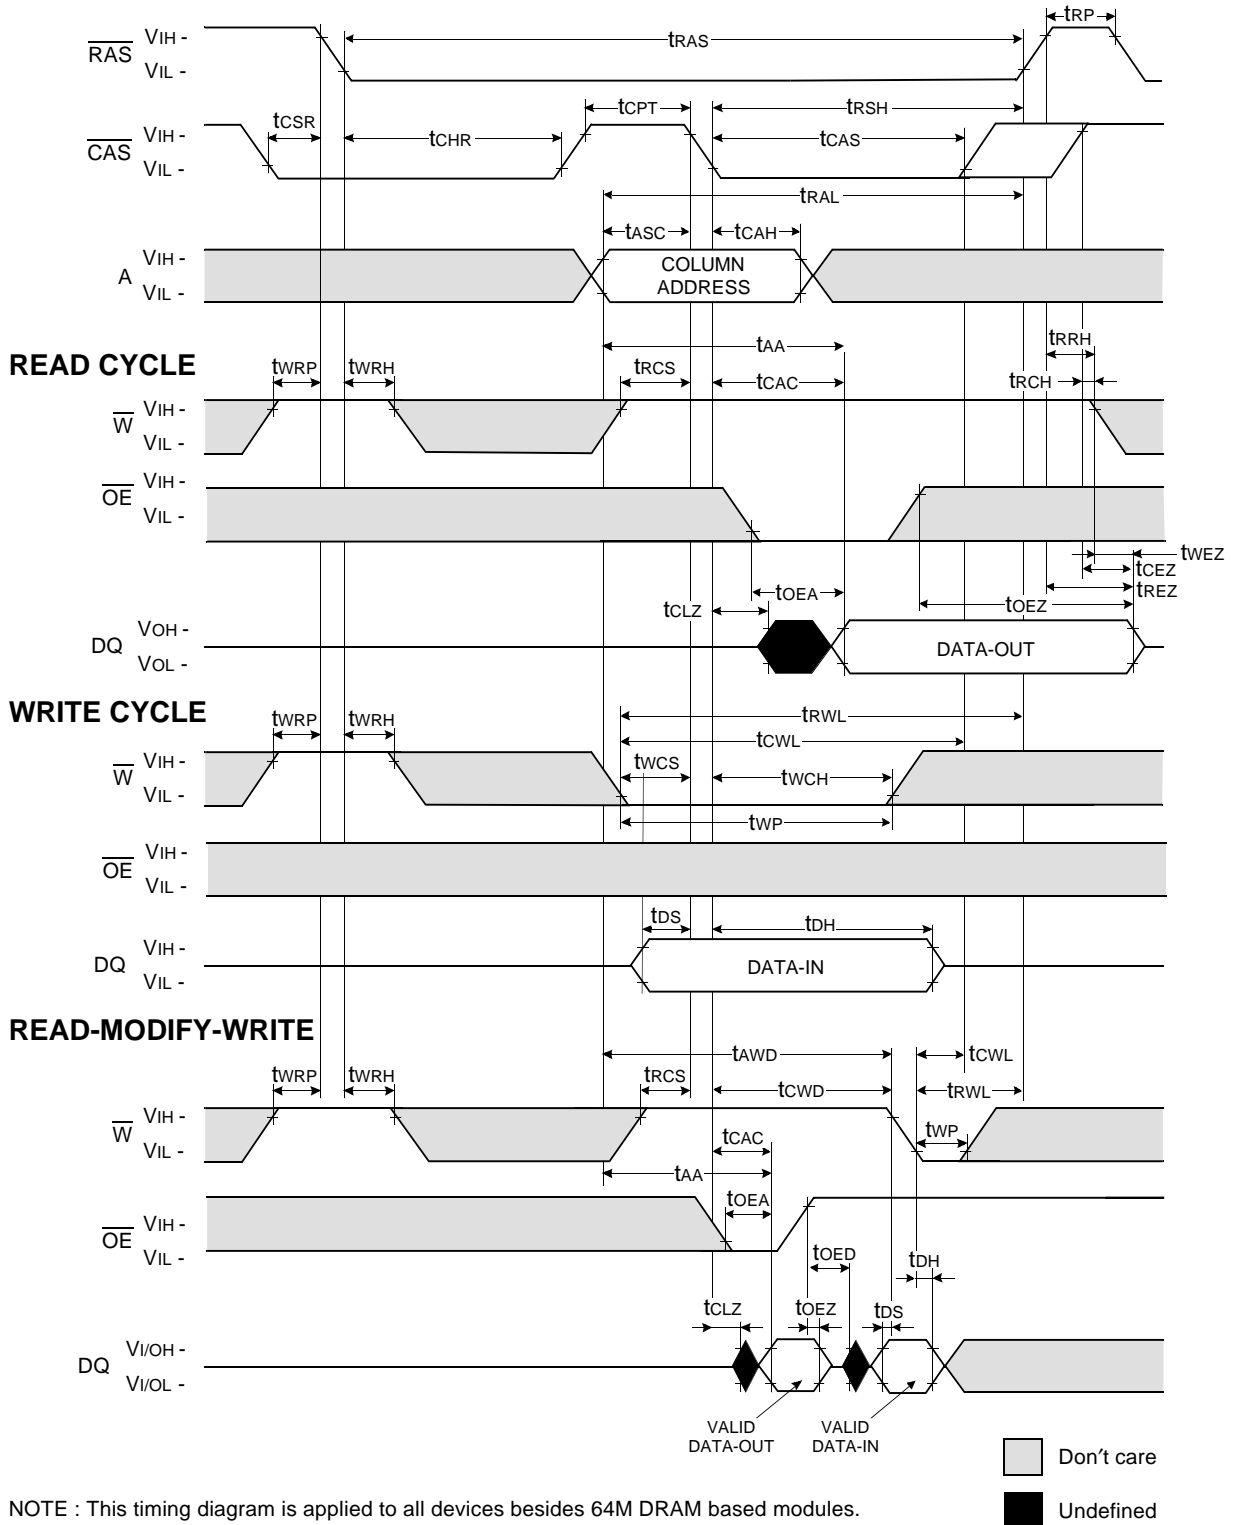 tRP
RAS VIH -
tRAS
VIL -
tCSR
tCPT
tRSH
CAS VIH -
tCHR
tCAS
VIL -
tRAL
tASC
tCAH
A VIH -
VIL -
COLUMN
ADDRESS
READ CYCLE
tAA
tRRH
tWRP
tWRH
tRCS
tCAC
tRCH
W VIH -
VIL -
OE VIH -
VIL -
tWEZ
tCEZ
tREZ
tOEA
tOEZ
tCLZ
DQ VOH -
VOL -
DATA-OUT
WRITE CYCLE
tWRP
tWRH
tRWL
tCWL
W VIH -
VIL -
tWCS
tWCH
tWP
OE VIH -
VIL -
tDS
tDH
DQ VIH -
VIL -
DATA-IN
READ-MODIFY-WRITE
tAWD
tCWL
tWRP
tWRH
tRCS
tCWD
tRWL
W VIH -
VIL -
tWP
tCAC
tAA
OE VIH -
VIL -
tOEA
tOED
tDH
tCLZ
tOEZ
tDS
DQ VI/OH -
VI/OL -
VALID
DATA-OUT
VALID
DATA-IN
Don′t care
NOTE : This timing diagram is applied to all devices besides 64M DRAM based modules.
Undefined